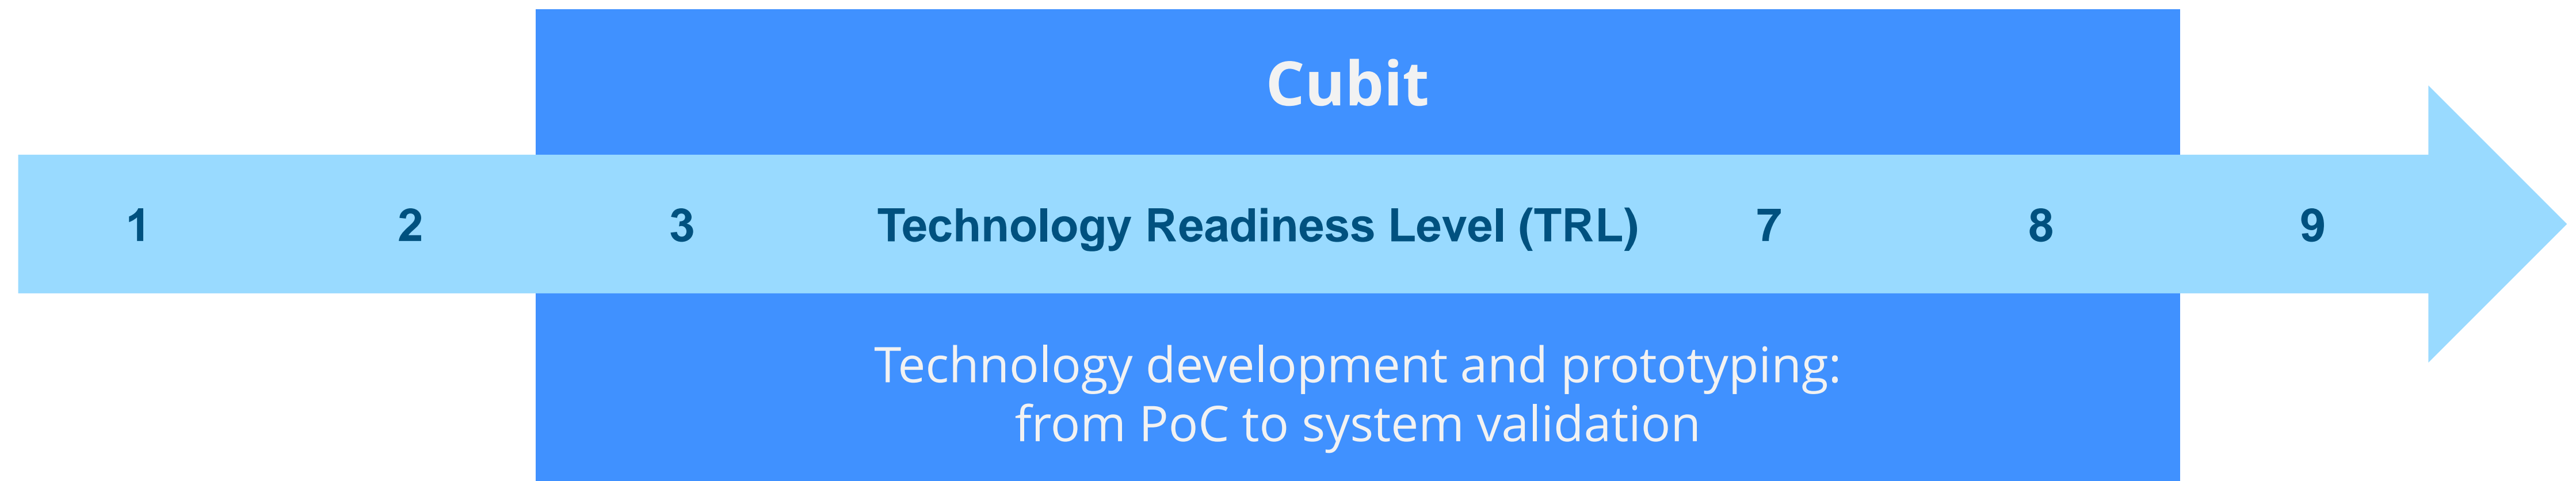 Cubit
1 2 3 Technology Readiness Level (TRL) 7 8 9
Technology development and prototyping:
from PoC to system validation